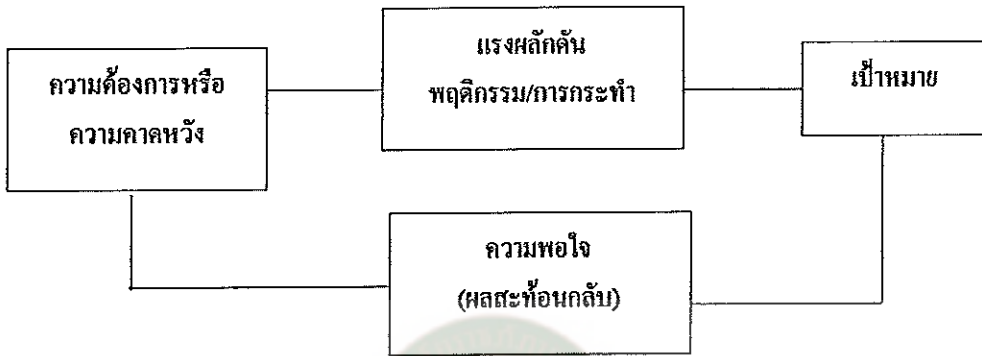 ความต้องการหรือ
ความคาดหวัง
แรงผลักดัน
พฤติกรรม/การกระทำ
เป้าหมาย
ความพอใจ
(ผลสะท้อนกลับ)